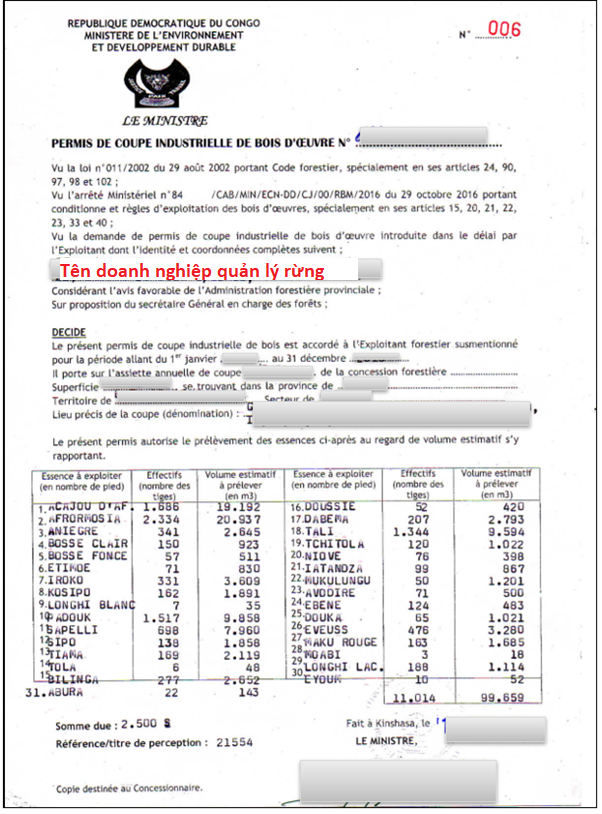 REPUBLIQUE DEMOCRATIQUE DU CONGO
MINISTERE DE L'ENVIRONNEMENT
ET DEVELOPPEMENT DURABLE
N° 006
JUSTICE PAIX TRAVAIL
LE MINISTRE
PERMIS DE COUPE INDUSTRIELLE DE BOIS D'ŒUVRE N°
Vu la loi n°011/2002 du 29 août 2002 portant Code forestier, spécialement en ses articles 24, 90,
97, 98 et 102 ;
Vu l'arrêté Ministériel n°84 /CAB/MIN/ECN-DD/CJ/00/RBM/2016 du 29 octobre 2016 portant
conditionne et règles d'exploitation des bois d'œuvres, spécialement en ses articles 15, 20, 21, 22,
23, 33 et 40 ;
Vu la demande de permis de coupe industrielle de bois d'œuvre introduite dans le délai par
l'Exploitant dont l'identité et coordonnées complètes suivent ;
Tên doanh nghiệp quản lý rừng
Considérant l'avis favorable de l'Administration forestière provinciale ;
Sur proposition du secrétaire Général en charge des forêts ;
DECIDE
Le présent permis de coupe industrielle de bois est accordé à l'Exploitant forestier susmentionné
pour la période allant du 1er janvier au 31 décembre
Il porte sur l'assiette annuelle de coupe de la concession forestière
Superficie se trouvant dans la province de
Territoire de Secteur de
Lieu précis de la coupe (dénomination) :
Le présent permis autorise le prélèvement des essences ci-après au regard de volume estimatif s'y
rapportant.
Essence à exploiter (en nombre de pied) Effectifs (nombre des tiges) Volume estimatif à prélever (en m3) Essence à exploiter (en nombre de pied) Effectifs (nombre des tiges) Volume estimatif à prélever (en m3)
1. ACAJOU D'AF. 1.686 19.192 16. DOUSSIE 52 420
2. AFRORMOSIA 2.334 20.937 17. DABEMA 207 2.793
3. ANIEGRE 341 2.645 18. TALI 1.344 9.594
4. BOSSE CLAIR 150 923 19. TCHITOLA 120 1.022
5. BOSSE FONCE 57 511 20. NIOVE 76 398
6. ETIMOE 71 830 21. IATANDZA 99 867
7. IROKO 331 3.609 22. MUKULUNGU 50 1.201
8. KOSIPO 162 1.891 23. AVODIRE 71 500
9. LONGHI BLANC 7 35 24. EBENE 124 483
10. PADOUK 1.517 9.858 25. DOUKA 65 1.021
11. SAPELLI 698 7.960 26. EVEUSS 476 3.280
12. SIPO 138 1.858 27. MAKU ROUGE 163 1.685
13. TIAMA 169 2.119 28. MOABI 3 18
14. TOLA 6 48 29. LONGHI LAC. 188 1.114
15. BILINGA 277 2.652 30. EYOUM 10 52
31. ABURA 22 143 11.014 99.659
Somme due : 2.500 $
Fait à Kinshasa, le
Référence/titre de perception : 21554
LE MINISTRE,
Copie destinée au Concessionnaire.